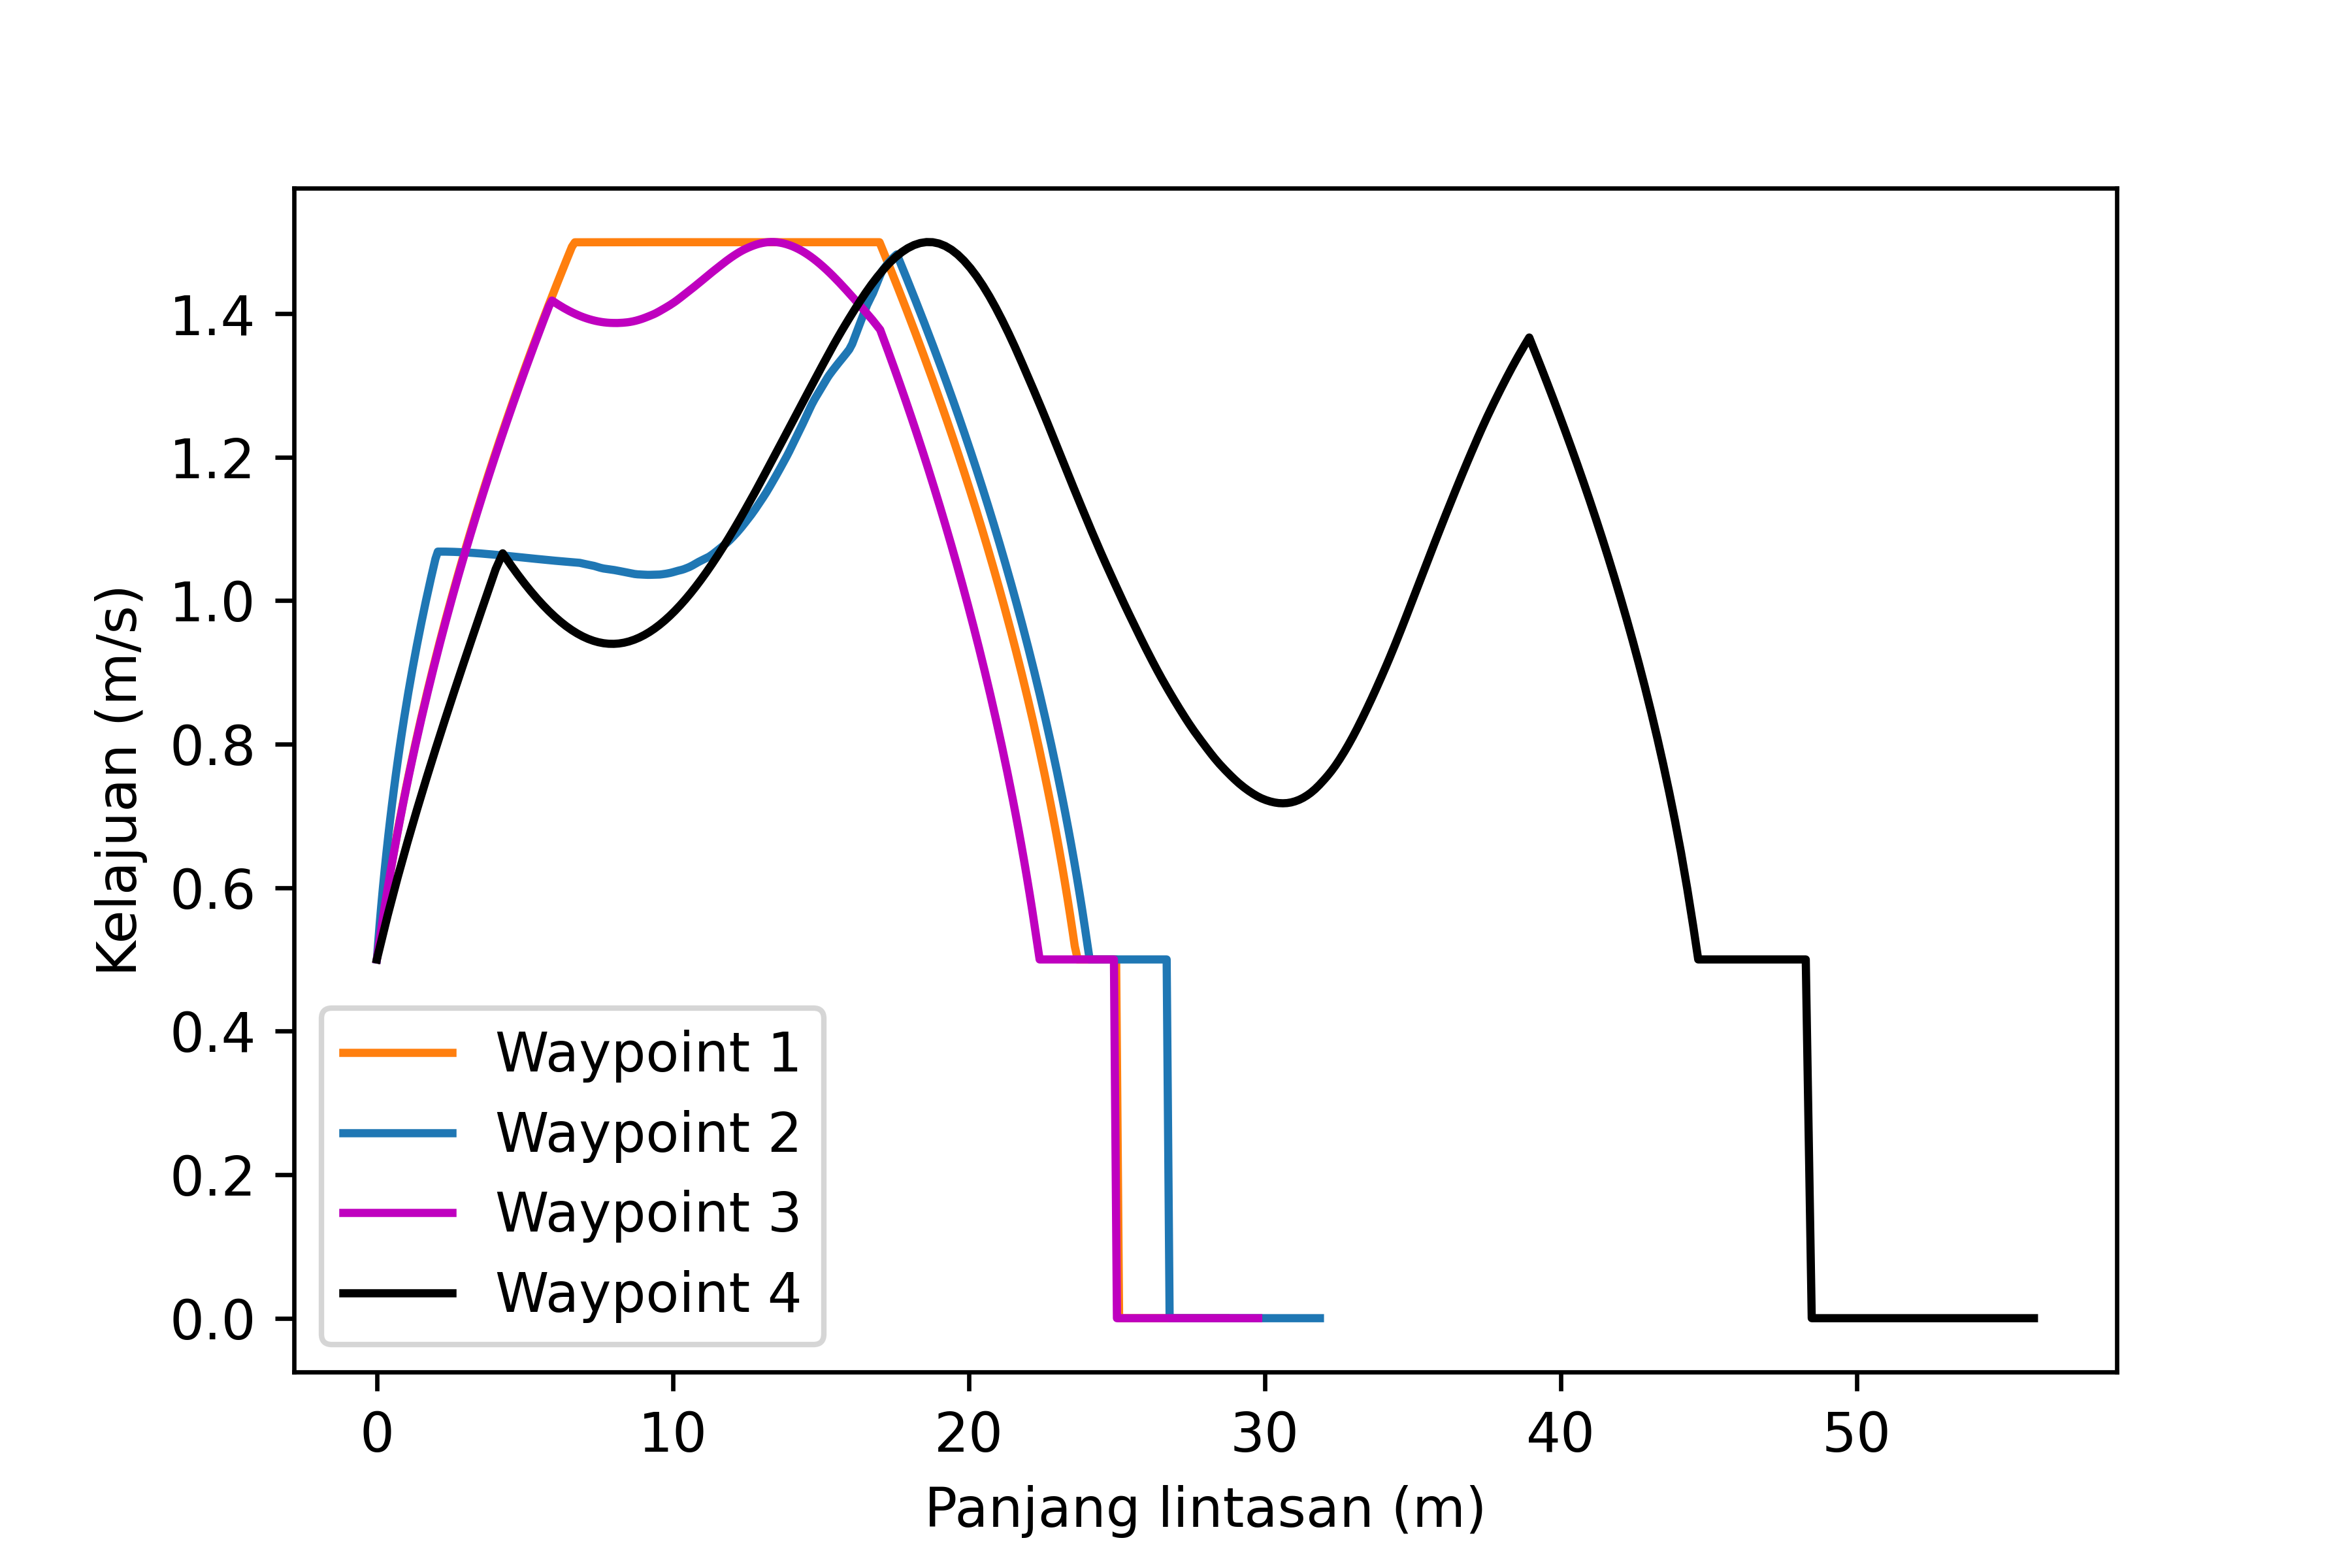 Kelajuan (m/s)
1.4
1.2
1.0
0.8
0.6
0.4
0.2
0.0
Waypoint 1
Waypoint 2
Waypoint 3
Waypoint 4
0 10 20 30 40 50
Panjang lintasan (m)